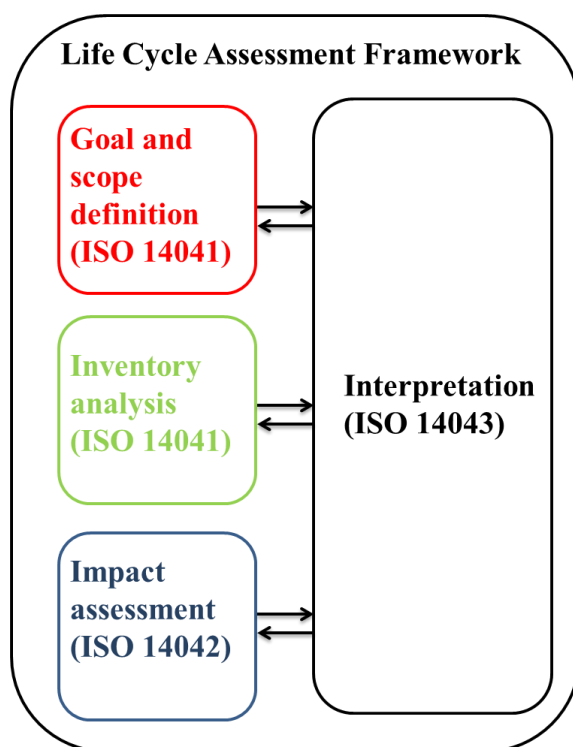 Life Cycle Assessment Framework
Goal and
scope
definition
(ISO 14041)
Inventory
analysis
(ISO 14041)
Impact
assessment
(ISO 14042)
Interpretation
(ISO 14043)